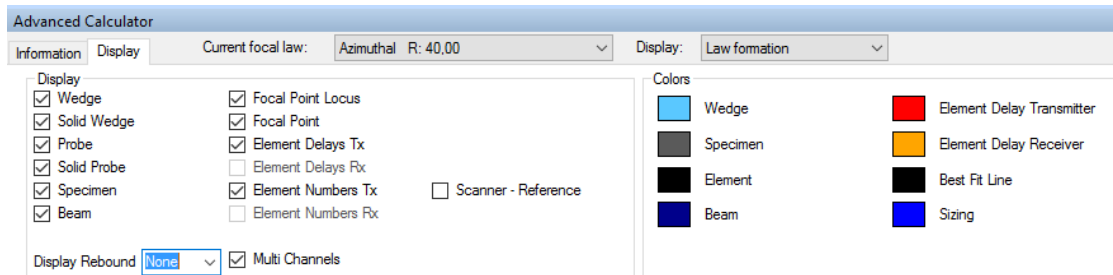 Advanced Calculator
Information Display Current focal law: Azimuthal R: 40,00 Display: Law formation
Display Colors
Wedge Focal Point Locus Wedge Element Delay Transmitter
Solid Wedge Focal Point
Probe Element Delays Tx Specimen Element Delay Receiver
Solid Probe Element Delays Rx
Specimen Element Numbers Tx Scanner - Reference Element Best Fit Line
Beam Element Numbers Rx Beam Sizing
Display Rebound None Multi Channels